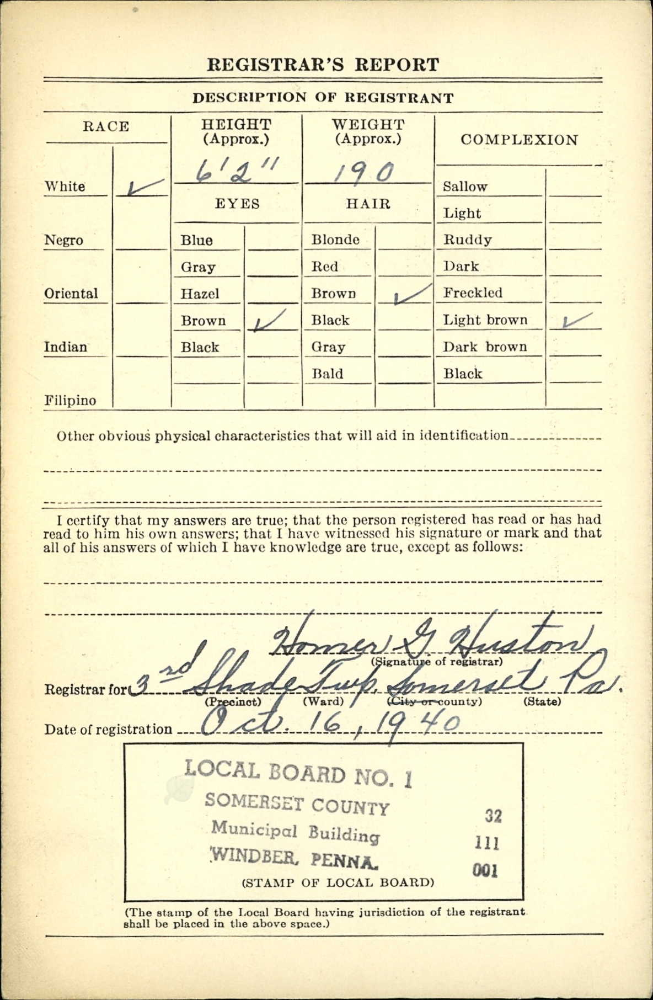 REGISTRAR'S REPORT
DESCRIPTION OF REGISTRANT
RACE
HEIGHT
(Approx.)
WEIGHT
(Approx.)
COMPLEXION
6'2"
190
White ✓
Sallow
EYES
HAIR
Light
Negro
Blue
Blonde
Ruddy
Gray
Red
Dark
Oriental
Hazel
Brown ✓
Freckled
Brown ✓
Black
Light brown ✓
Indian
Black
Gray
Dark brown
Bald
Black
Filipino
Other obvious physical characteristics that will aid in identification
I certify that my answers are true; that the person registered has read or has had
read to him his own answers; that I have witnessed his signature or mark and that
all of his answers of which I have knowledge are true, except as follows:
Homer G. Huston
(Signature of registrar)
Registrar for 3rd Shade Twp. Somerset Pa.
(Precinct) (Ward) (City or county) (State)
Date of registration Oct. 16, 1940
LOCAL BOARD NO. 1
SOMERSET COUNTY
32
Municipal Building
111
WINDBER, PENNA.
001
(STAMP OF LOCAL BOARD)
(The stamp of the Local Board having jurisdiction of the registrant
shall be placed in the above space.)